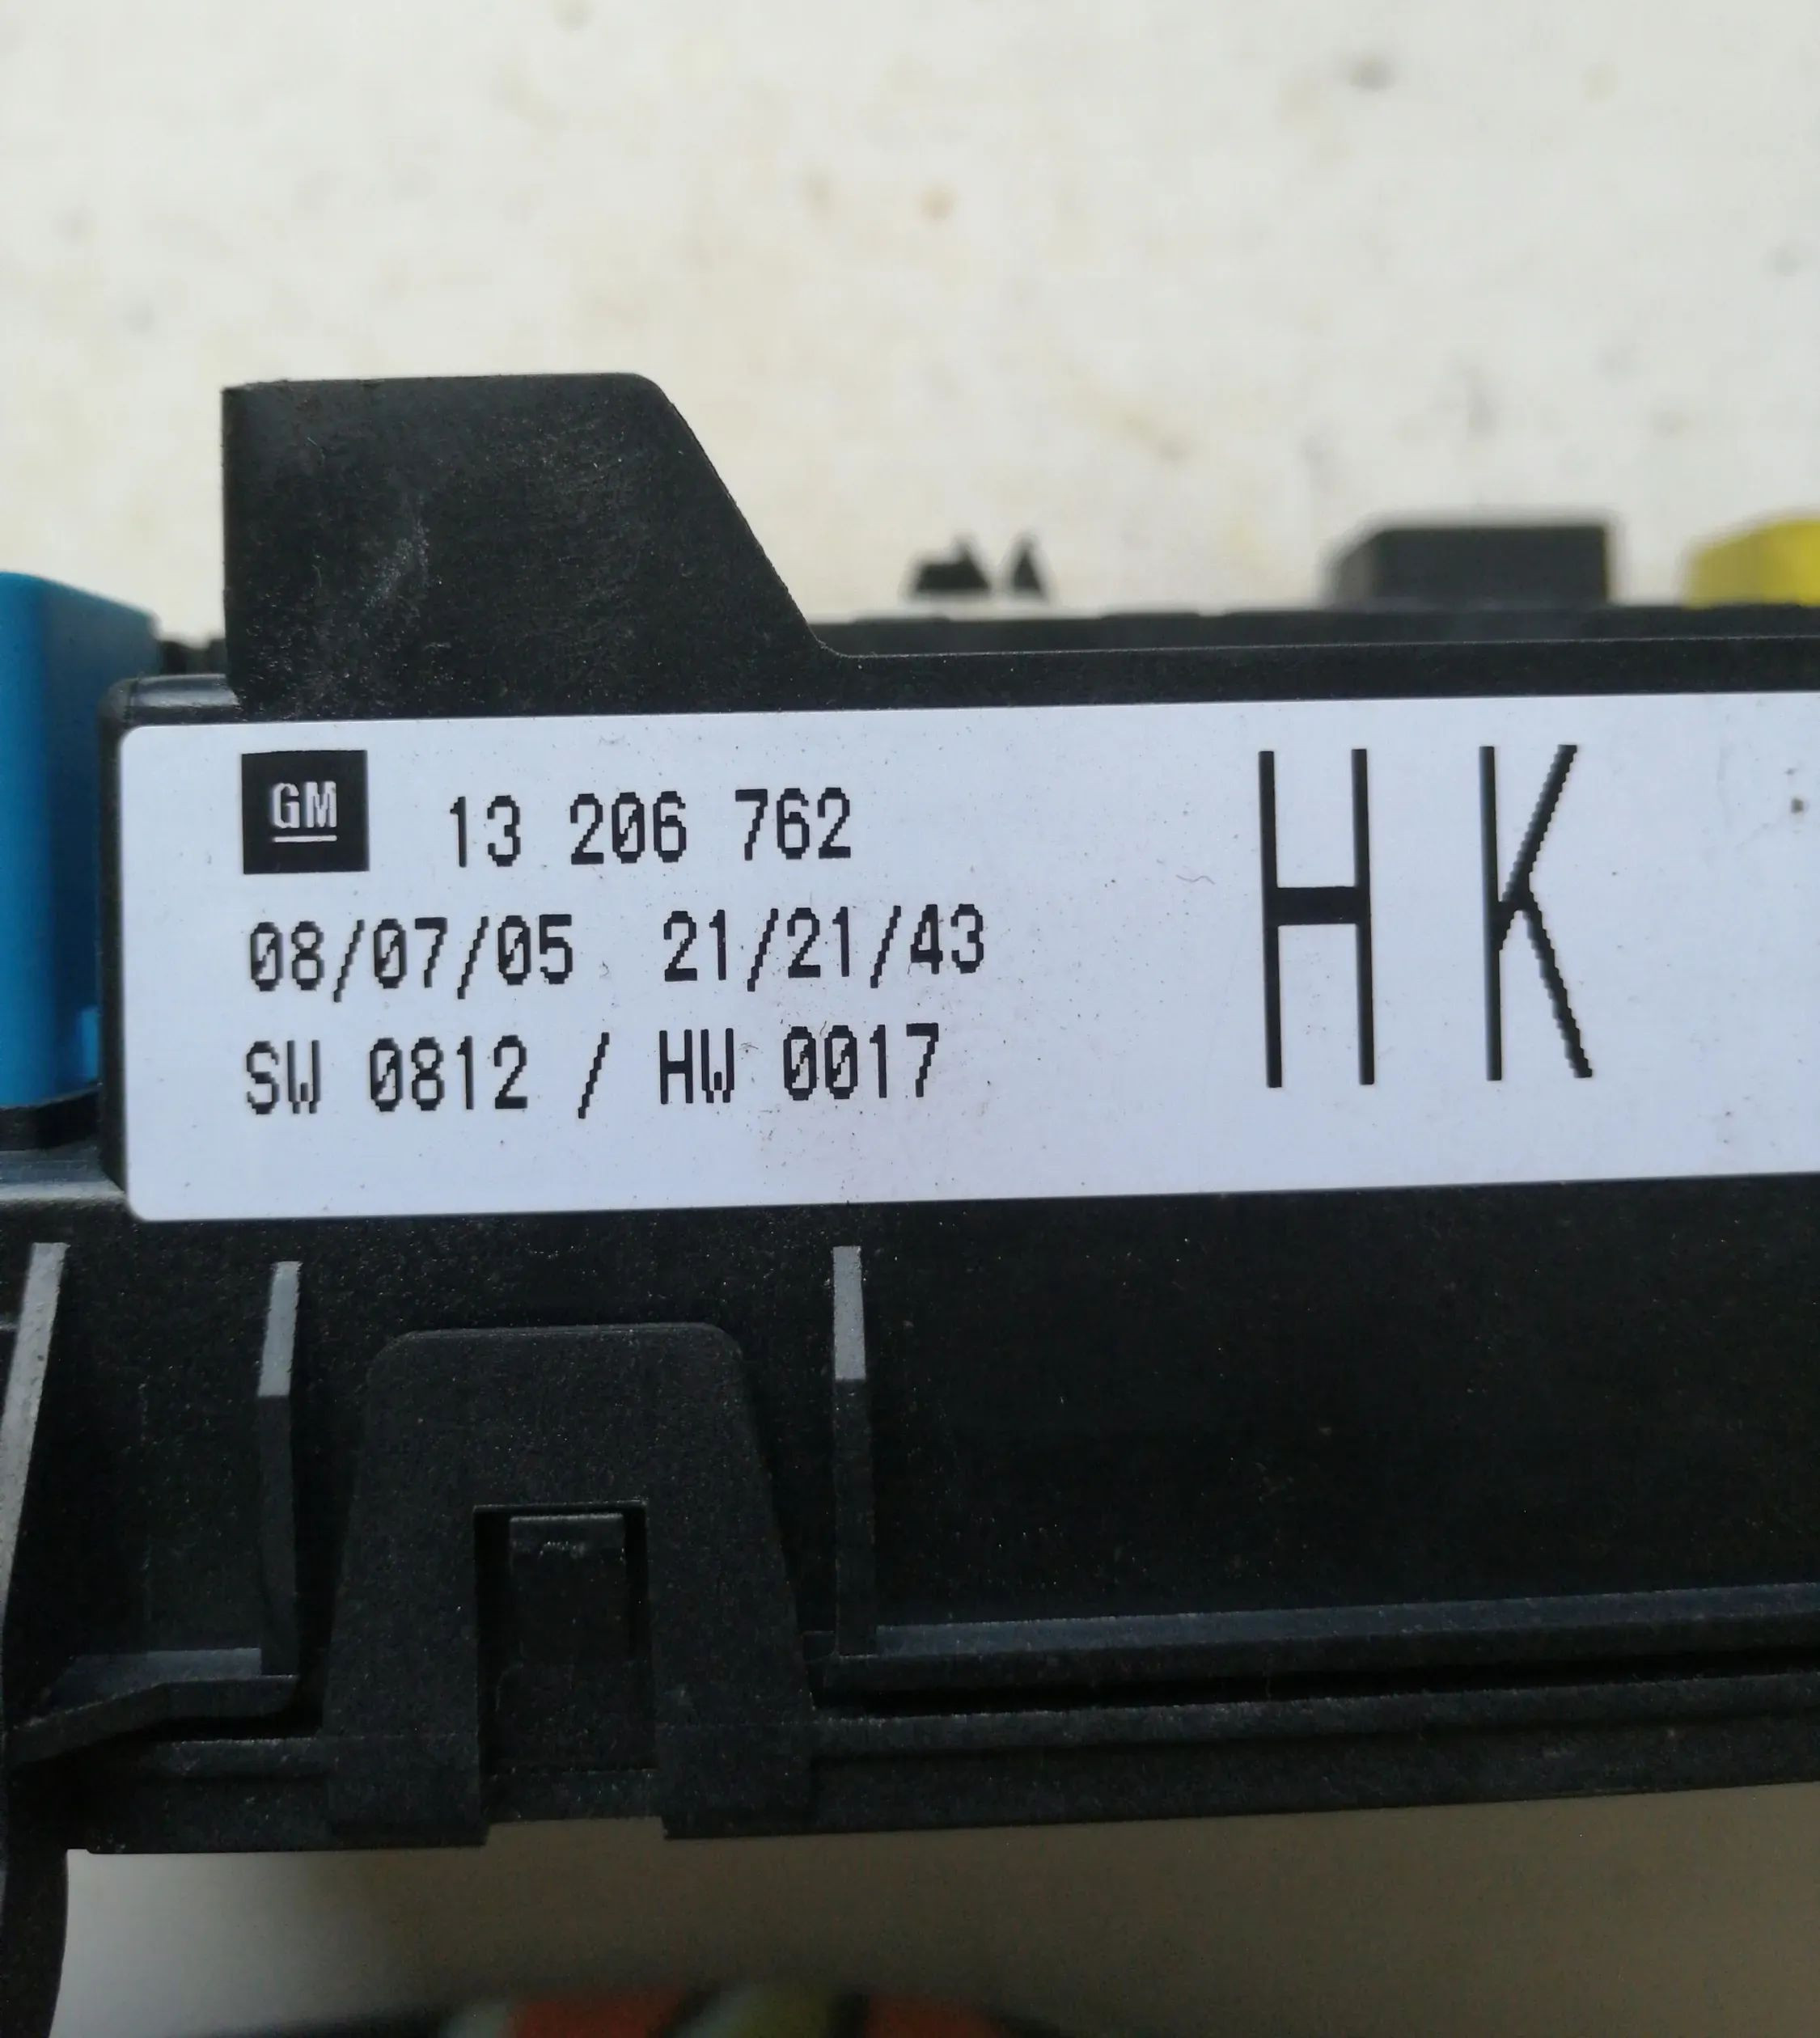 GM 13 206 762
08/07/05 21/21/43
SW 0812 / HW 0017
HK